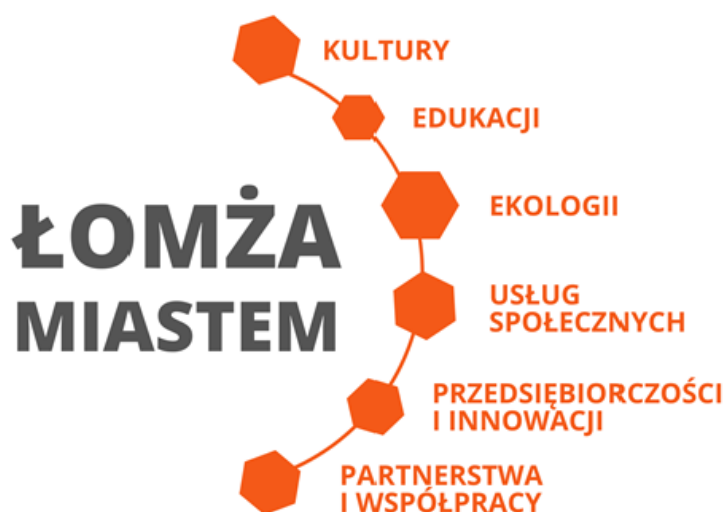 ŁOMŻA
MIASTEM
KULTURY
EDUKACJI
EKOLOGII
USŁUG
SPOŁECZNYCH
PRZEDSIĘBIORCZOŚCI
I INNOWACJI
PARTNERSTWA
I WSPÓŁPRACY